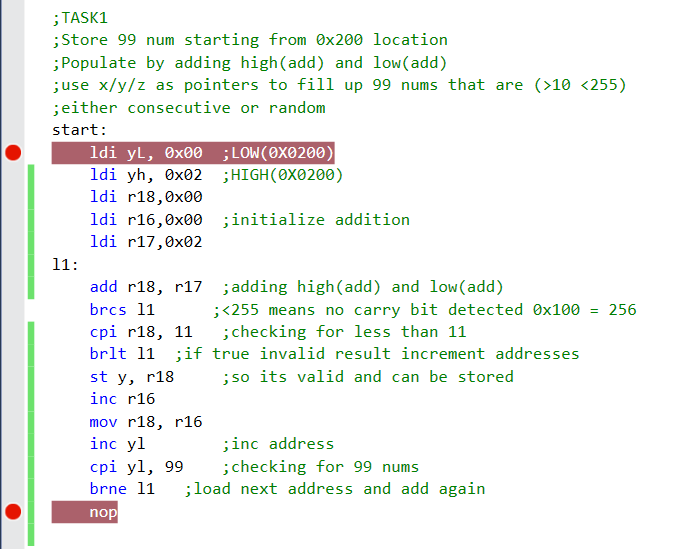 ;TASK1
;Store 99 num starting from 0x200 location
;Populate by adding high(add) and low(add)
;use x/y/z as pointers to fill up 99 nums that are (>10 <255)
;either consecutive or random
start:
ldi yL, 0x00 ;LOW(0X0200)
ldi yh, 0x02 ;HIGH(0X0200)
ldi r18,0x00
ldi r16,0x00 ;initialize addition
ldi r17,0x02
l1:
add r18, r17 ;adding high(add) and low(add)
brcs l1 ;<255 means no carry bit detected 0x100 = 256
cpi r18, 11 ;checking for less than 11
brlt l1 ;if true invalid result increment addresses
st y, r18 ;so its valid and can be stored
inc r16
mov r18, r16
inc yl ;inc address
cpi yl, 99 ;checking for 99 nums
brne l1 ;load next address and add again
nop